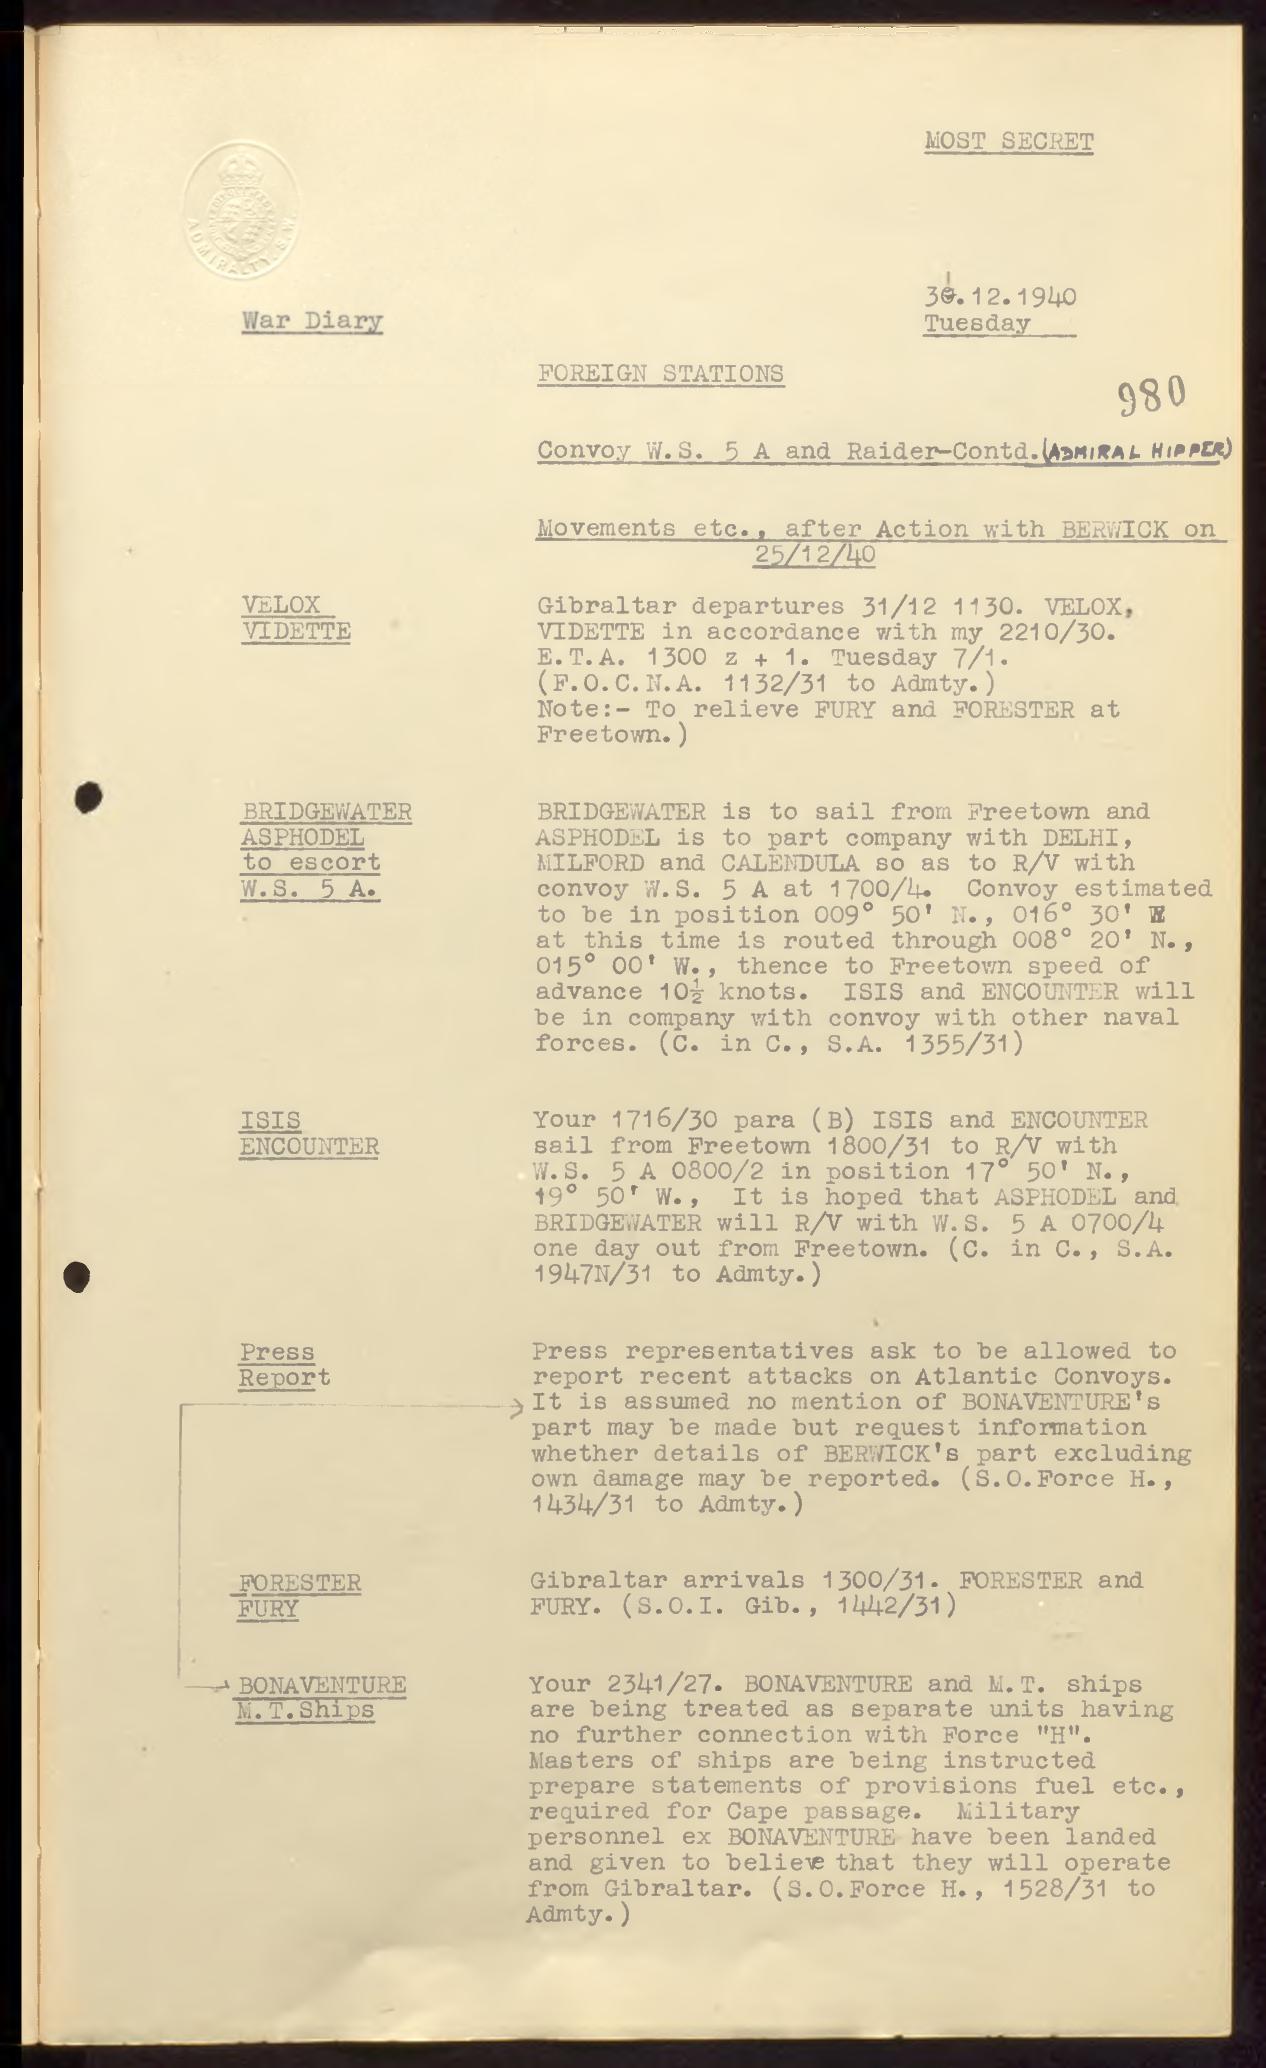 MOST SECRET
ADMIRALTY. S.W.
31.12.1940
War Diary
Tuesday
FOREIGN STATIONS
980
Convoy W.S. 5 A and Raider-Contd.(ADMIRAL HIPPER)
Movements etc., after Action with BERWICK on
25/12/40
VELOX
VIDETTE
Gibraltar departures 31/12 1130. VELOX,
VIDETTE in accordance with my 2210/30.
E.T.A. 1300 z + 1. Tuesday 7/1.
(F.O.C.N.A. 1132/31 to Admty.)
Note:- To relieve FURY and FORESTER at
Freetown.)
BRIDGEWATER
ASPHODEL
to escort
W.S. 5 A.
BRIDGEWATER is to sail from Freetown and
ASPHODEL is to part company with DELHI,
MILFORD and CALENDULA so as to R/V with
convoy W.S. 5 A at 1700/4. Convoy estimated
to be in position 009° 50' N., 016° 30' W
at this time is routed through 008° 20' N.,
015° 00' W., thence to Freetown speed of
advance 10½ knots. ISIS and ENCOUNTER will
be in company with convoy with other naval
forces. (C. in C., S.A. 1355/31)
ISIS
ENCOUNTER
Your 1716/30 para (B) ISIS and ENCOUNTER
sail from Freetown 1800/31 to R/V with
W.S. 5 A 0800/2 in position 17° 50' N.,
19° 50' W., It is hoped that ASPHODEL and
BRIDGEWATER will R/V with W.S. 5 A 0700/4
one day out from Freetown. (C. in C., S.A.
1947N/31 to Admty.)
Press
Report
Press representatives ask to be allowed to
report recent attacks on Atlantic Convoys.
It is assumed no mention of BONAVENTURE's
part may be made but request information
whether details of BERWICK's part excluding
own damage may be reported. (S.O.Force H.,
1434/31 to Admty.)
FORESTER
FURY
Gibraltar arrivals 1300/31. FORESTER and
FURY. (S.O.I. Gib., 1442/31)
BONAVENTURE
M.T.Ships
Your 2341/27. BONAVENTURE and M.T. ships
are being treated as separate units having
no further connection with Force "H".
Masters of ships are being instructed
prepare statements of provisions fuel etc.,
required for Cape passage. Military
personnel ex BONAVENTURE have been landed
and given to believe that they will operate
from Gibraltar. (S.O.Force H., 1528/31 to
Admty.)